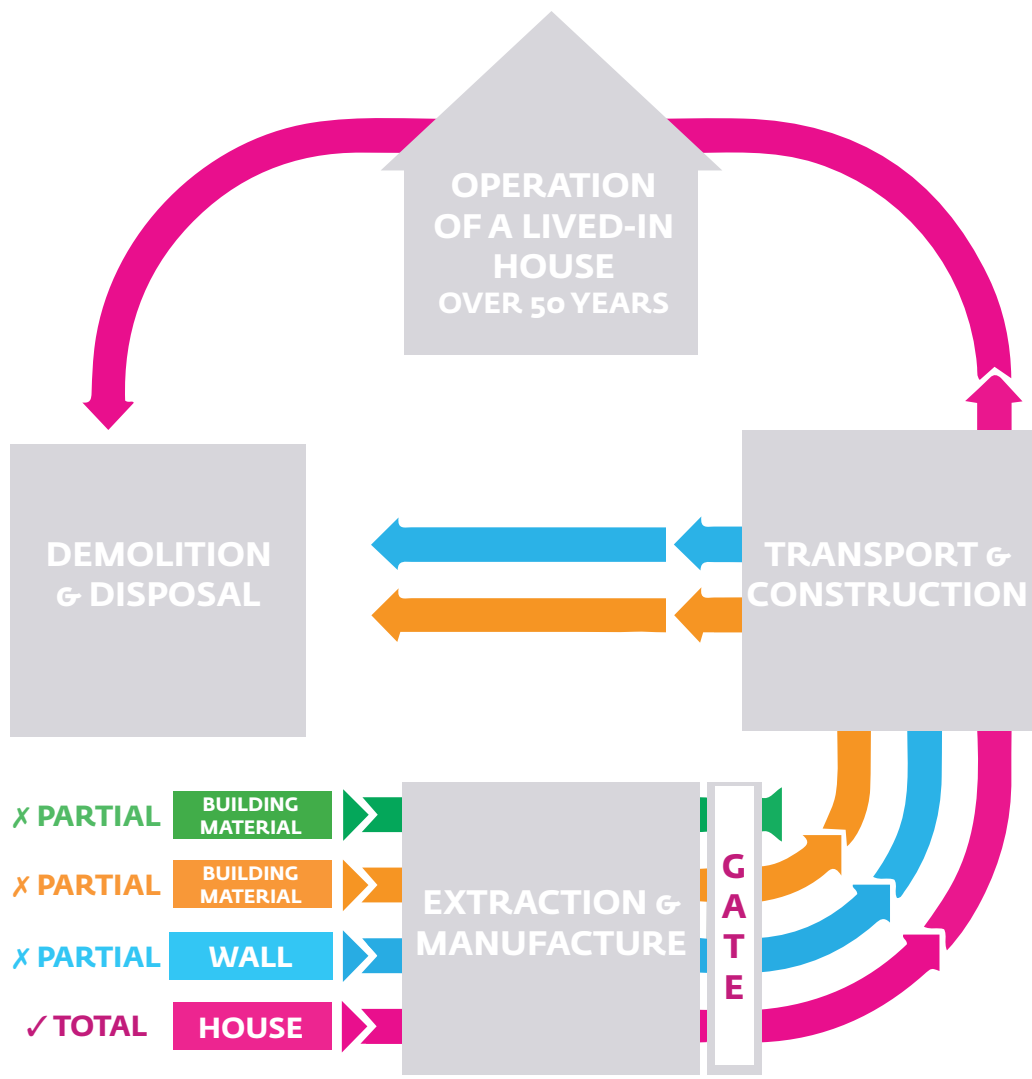 OPERATION
OF A LIVED-IN
HOUSE
OVER 50 YEARS
DEMOLITION
& DISPOSAL
TRANSPORT &
CONSTRUCTION
✗ PARTIAL
BUILDING
MATERIAL
✗ PARTIAL
BUILDING
MATERIAL
✗ PARTIAL
WALL
✓ TOTAL
HOUSE
EXTRACTION &
MANUFACTURE
G
A
T
E